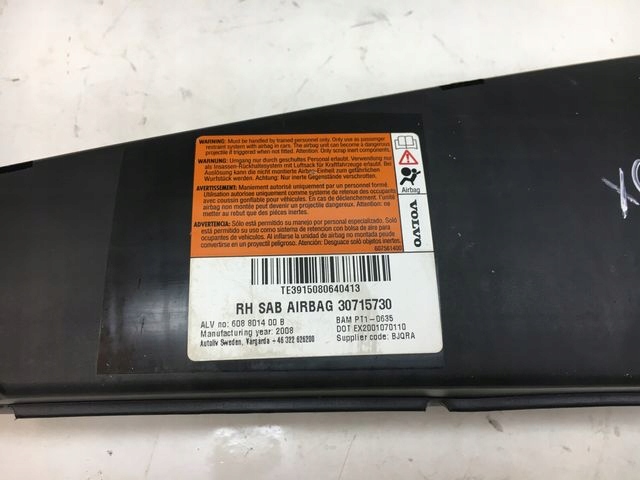 WARNING: Must be handled by trained personnel only. Only use as passenger
restraint system with airbag in cars. The airbag unit can become a dangerous
projectile if triggered when not fitted. Attention: Only scrap inert components.
WARNUNG: Umgang nur durch geschultes Personal erlaubt. Verwendung nur
als Insassen-Rückhaltesystem mit Luftsack für Kraftfahrzeuge erlaubt. Bei
Auslösung kann die nicht montierte Airbag-Einheit zum gefährlichen
Wurfstück werden. Achtung: Nur inerte Gegenstände verschrotten.
AVERTISSEMENT: Maniement autorisé uniquement par un personnel formé.
Utilisation autorisée uniquement comme système de retenue des occupants
avec coussin gonflable pour véhicules. En cas de déclenchement, l'unité
airbag non montée peut devenir un projectile dangereux. Attention: ne
mettre au rebut que des pièces inertes.
ADVERTENCIA: Sólo está permitido su manejo por personal especializado. Sólo
está permitido su uso como sistema de retencion con bolsa de aire para
ocupantes de vehículos. Al inflarse la unidad de airbag no montada puede
convertirse en un proyectil peligroso. Atención: Desguace solo objetos inertes.
607561400
Airbag
VOLVO
TE3915080640413
RH SAB AIRBAG 30715730
ALV no: 608 8014 00 B
BAM PT1-0635
Manufacturing year: 2008
DOT EX2001070110
Autoliv Sweden, Vargarda +46 322 626200
Supplier code: BJQRA